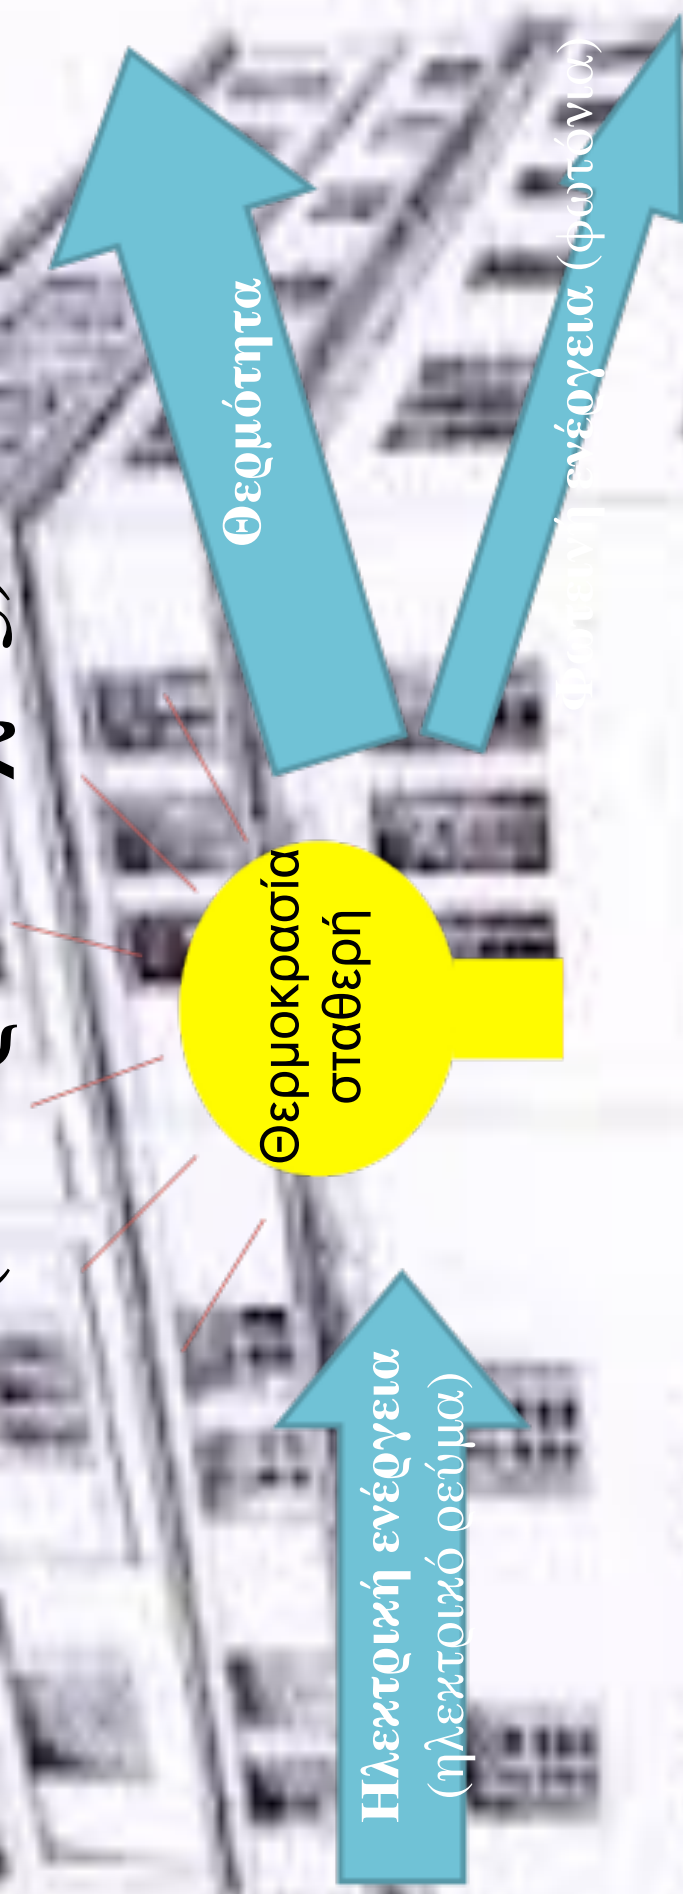 Θερμότητα
Φωτεινή ενέργεια (φωτόνια)
Θερμοκρασία
σταθερή
Ηλεκτρική ενέργεια
(ηλεκτρικό ρεύμα)